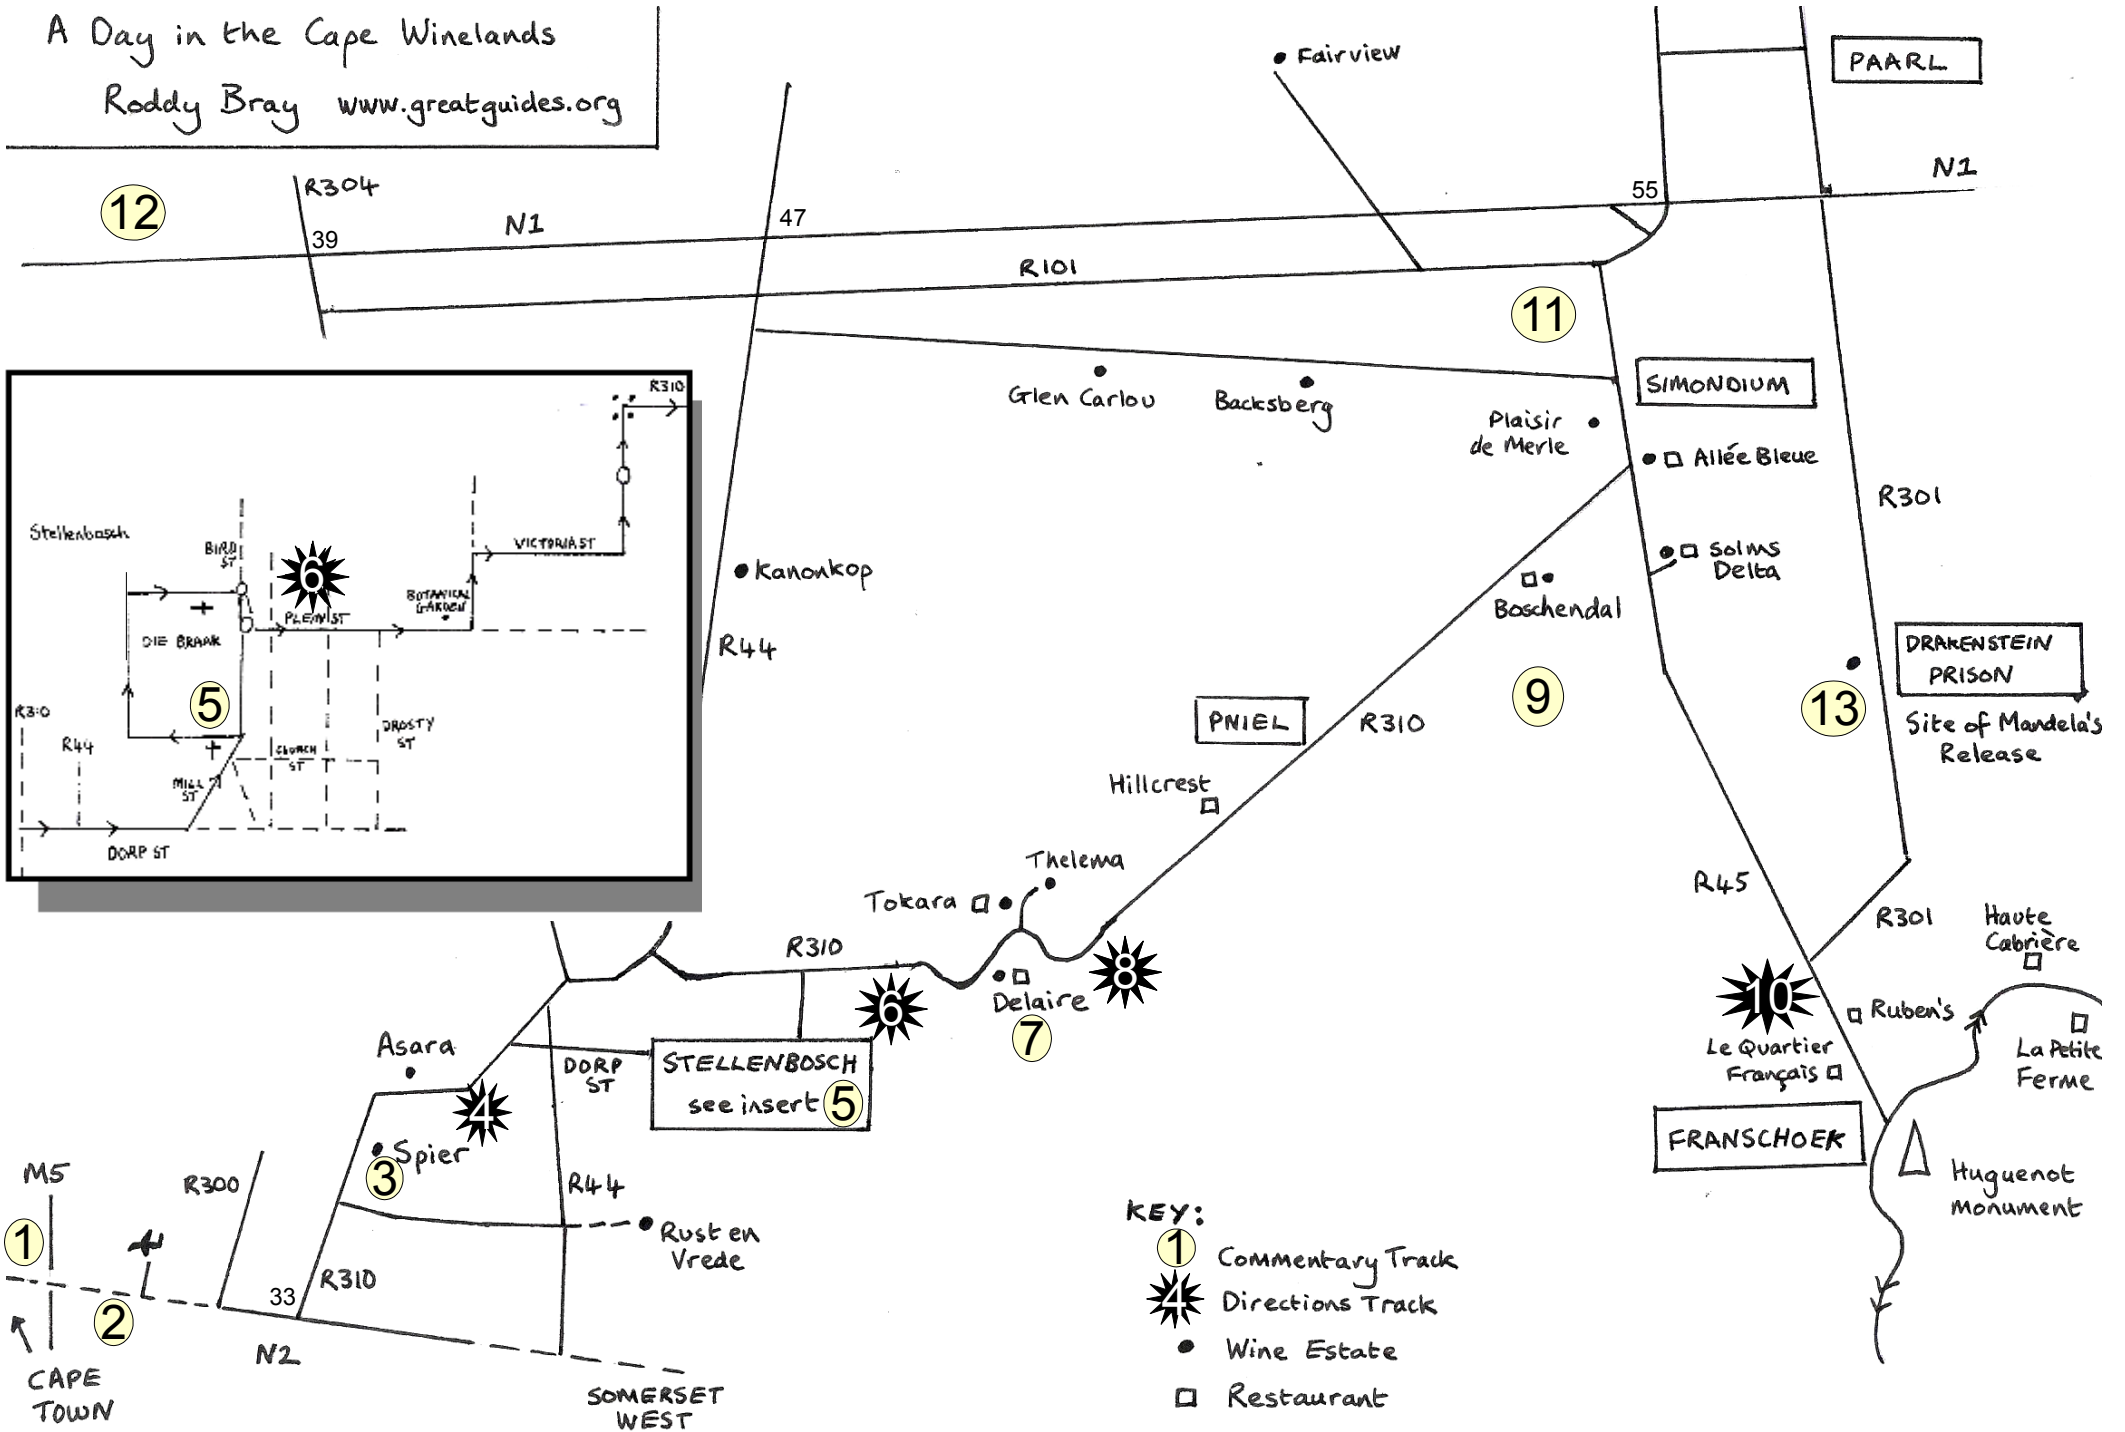 A Day in the Cape Winelands
Roddy Bray www.greatguides.org
Fairview
PAARL
12
R304
39
N1
47
55
N1
R101
11
Glen Carlou
Backsberg
SIMONDIUM
Plaisir
de Merle
Allée Bleue
R301
Solms
Delta
Boschendal
Kanonkop
R44
R310
Stellenbosch
BIRD
ST
6
PLEIN ST
BOTANICAL
GARDEN
VICTORIA ST
DIE BRAAK
5
R310
R44
MILL
ST
CHURCH
ST
DROSTY
ST
DORP ST
PNIEL
R310
9
13
DRAKENSTEIN
PRISON
Site of Mandela's
Release
Hillcrest
Thelema
Tokara
R310
6
Delaire
7
8
R45
R301
Haute
Cabrière
10
Ruben's
Le Quartier
Français
La Petite
Ferme
FRANSCHOEK
Huguenot
Monument
Asara
4
DORP
ST
STELLENBOSCH
see insert 5
Spier
3
R44
Rust en
Vrede
M5
R300
1
2
33
R310
N2
CAPE
TOWN
SOMERSET
WEST
KEY:
1 Commentary Track
4 Directions Track
Wine Estate
Restaurant